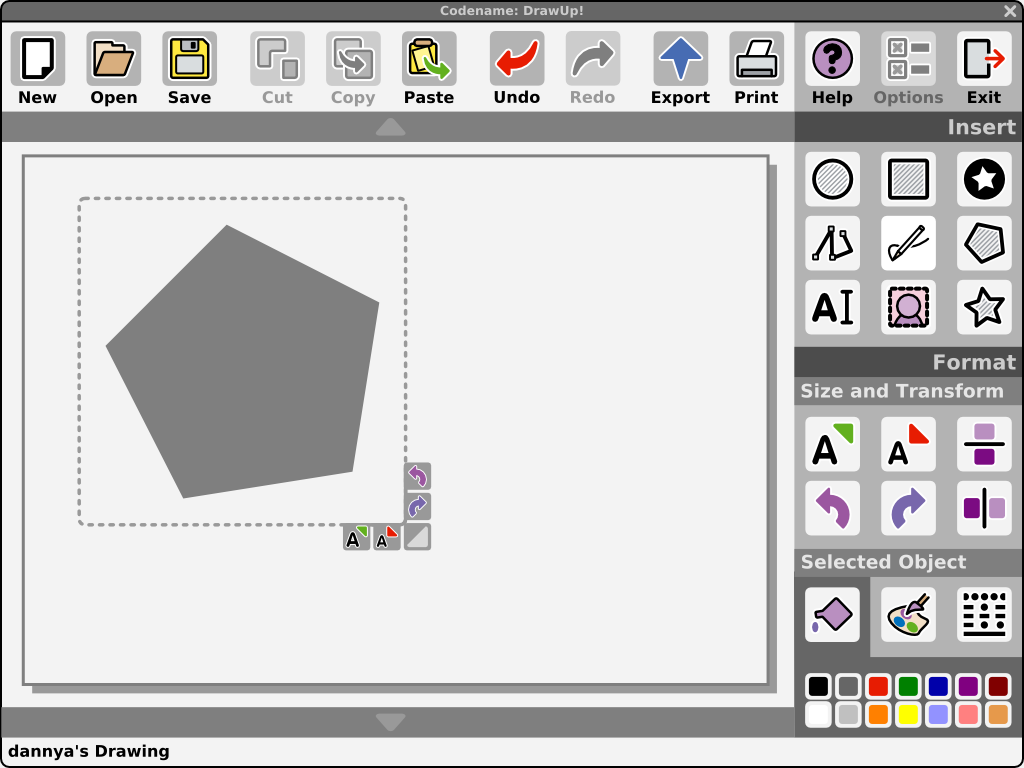 Codename: DrawUp!
New Open Save Cut Copy Paste Undo Redo Export Print Help Options Exit
Insert
AI
Format
Size and Transform
A A
Selected Object
A A
dannya's Drawing